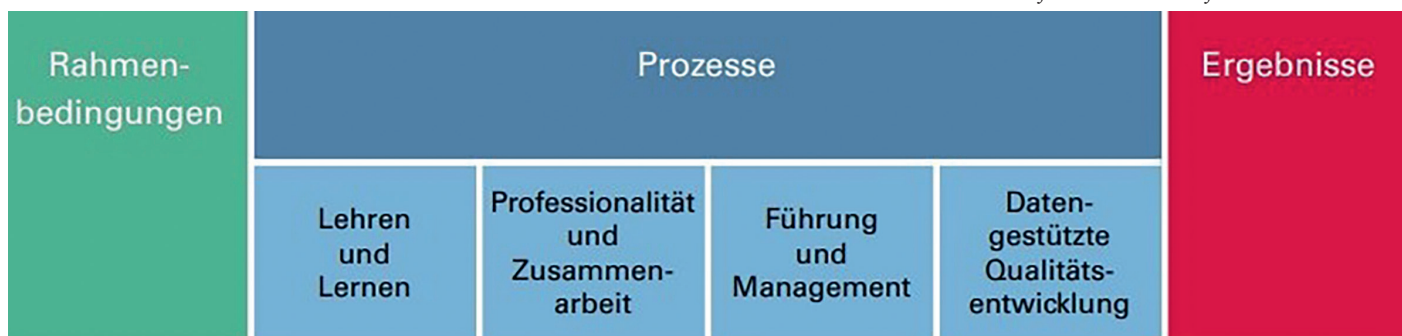 Rahmen-
bedingungen
Prozesse
Ergebnisse
Lehren
und
Lernen
Professionalität
und
Zusammen-
arbeit
Führung
und
Management
Daten-
gestützte
Qualitäts-
entwicklung